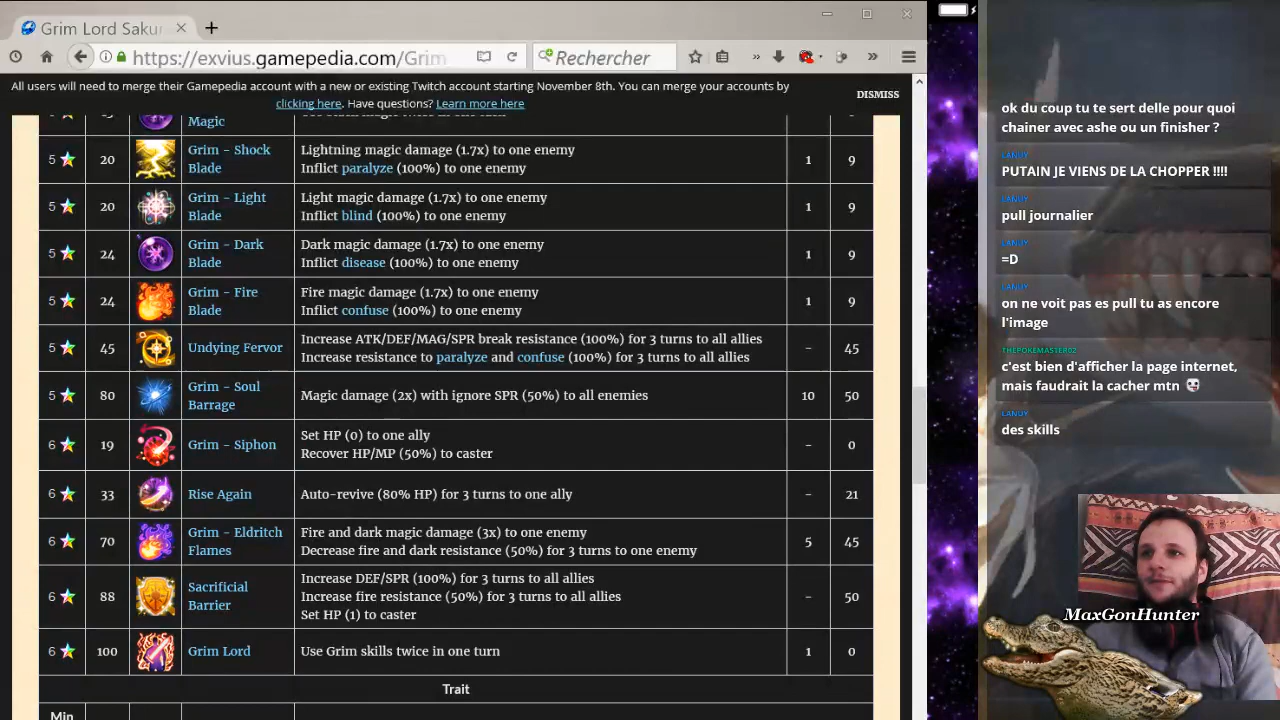 Grim Lord Saku
https://exvius.gamepedia.com/Grim
Rechercher
All users will need to merge their Gamepedia account with a new or existing Twitch account starting November 8th. You can merge your accounts by
clicking here. Have questions? Learn more here
DISMISS
Magic
5 20 Grim - Shock Blade Lightning magic damage (1.7x) to one enemy
Inflict paralyze (100%) to one enemy 1 9
5 20 Grim - Light Blade Light magic damage (1.7x) to one enemy
Inflict blind (100%) to one enemy 1 9
5 24 Grim - Dark Blade Dark magic damage (1.7x) to one enemy
Inflict disease (100%) to one enemy 1 9
5 24 Grim - Fire Blade Fire magic damage (1.7x) to one enemy
Inflict confuse (100%) to one enemy 1 9
5 45 Undying Fervor Increase ATK/DEF/MAG/SPR break resistance (100%) for 3 turns to all allies
Increase resistance to paralyze and confuse (100%) for 3 turns to all allies - 45
5 80 Grim - Soul Barrage Magic damage (2x) with ignore SPR (50%) to all enemies 10 50
6 19 Grim - Siphon Set HP (0) to one ally
Recover HP/MP (50%) to caster - 0
6 33 Rise Again Auto-revive (80% HP) for 3 turns to one ally - 21
6 70 Grim - Eldritch Flames Fire and dark magic damage (3x) to one enemy
Decrease fire and dark resistance (50%) for 3 turns to one enemy 5 45
6 88 Sacrificial Barrier Increase DEF/SPR (100%) for 3 turns to all allies
Increase fire resistance (50%) for 3 turns to all allies
Set HP (1) to caster - 50
6 100 Grim Lord Use Grim skills twice in one turn 1 0
Trait
Min
ok du coup tu te sert delle pour quoi
chainer avec ashe ou un finisher ?
LANUY
PUTAIN JE VIENS DE LA CHOPPER !!!!
LANUY
pull journalier
LANUY
=D
LANUY
on ne voit pas es pull tu as encore
l'image
THEPOKEMASTER02
c'est bien d'afficher la page internet,
mais faudrait la cacher mtn
LANUY
des skills
MaxGonHunter